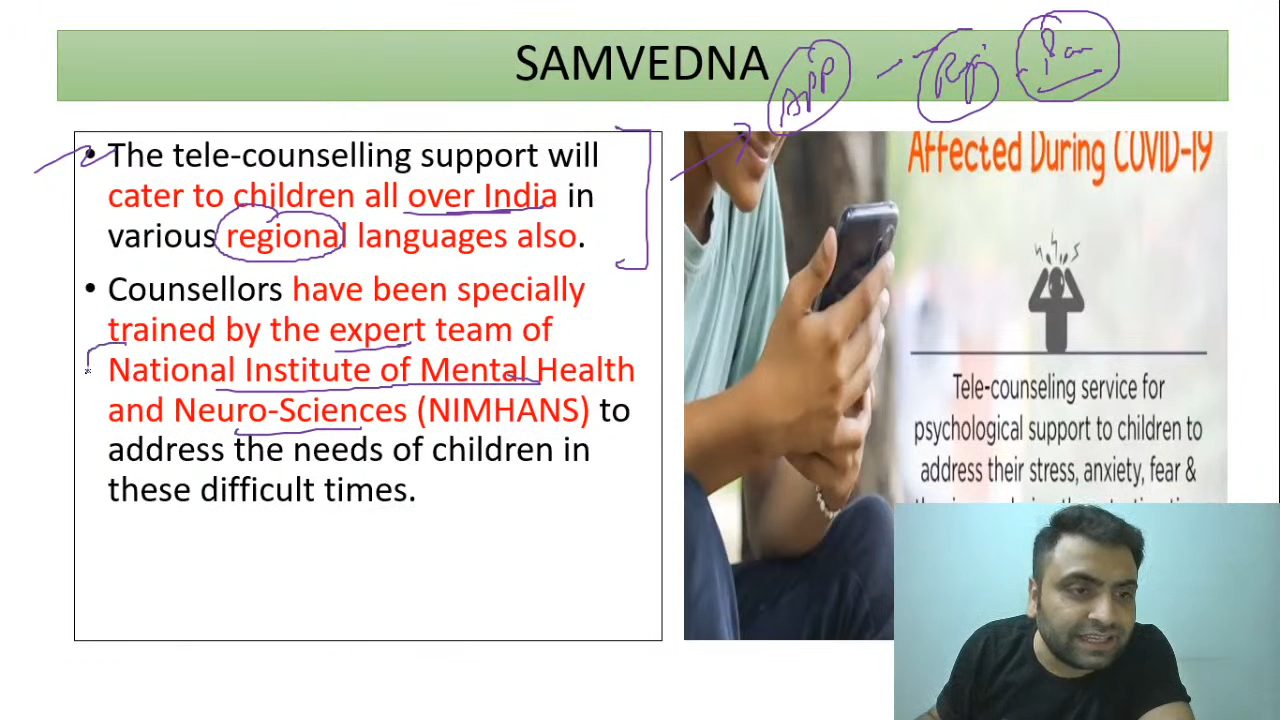 SAMVEDNA
APP
• The tele-counselling support will
cater to children all over India in
various regional languages also.
• Counsellors have been specially
trained by the expert team of
National Institute of Mental Health
and Neuro-Sciences (NIMHANS) to
address the needs of children in
these difficult times.
Affected During COVID-19
Tele-counseling service for
psychological support to children to
address their stress, anxiety, fear &